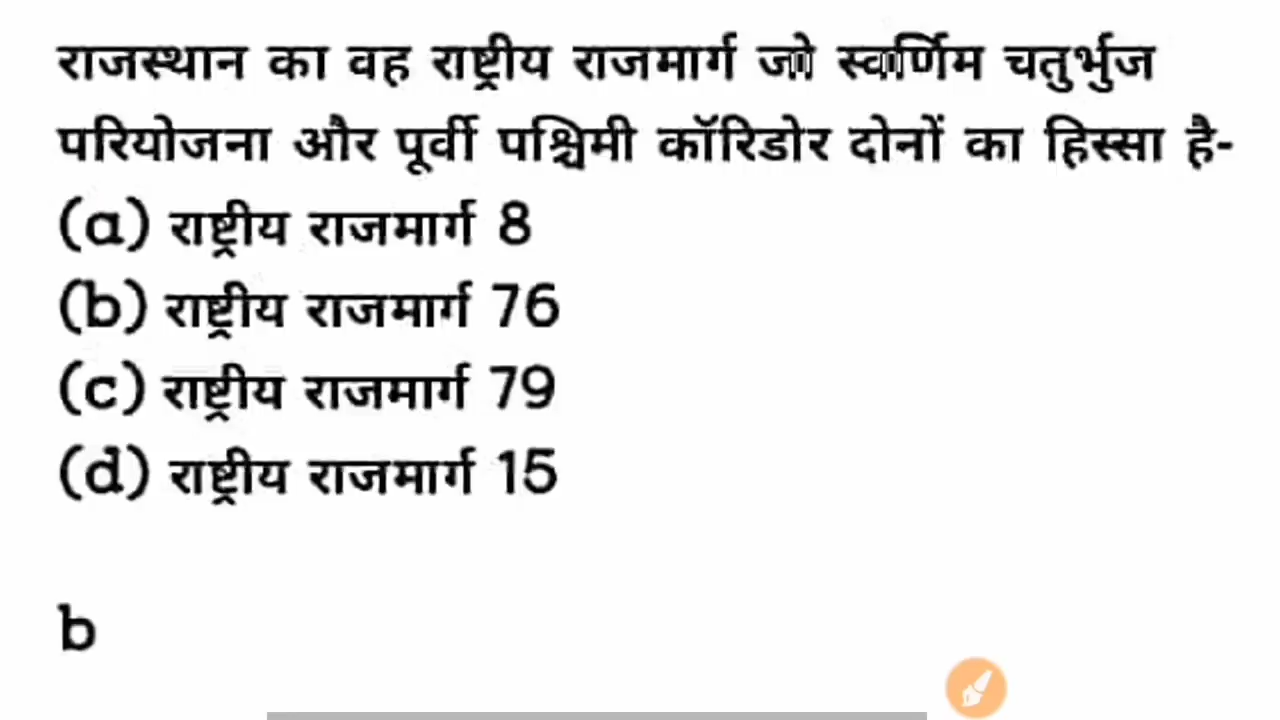 राजस्थान का वह राष्ट्रीय राजमार्ग जो स्वर्णिम चतुर्भुज
परियोजना और पूर्वी पश्चिमी कॉरिडोर दोनों का हिस्सा है-
(a) राष्ट्रीय राजमार्ग 8
(b) राष्ट्रीय राजमार्ग 76
(c) राष्ट्रीय राजमार्ग 79
(d) राष्ट्रीय राजमार्ग 15
b